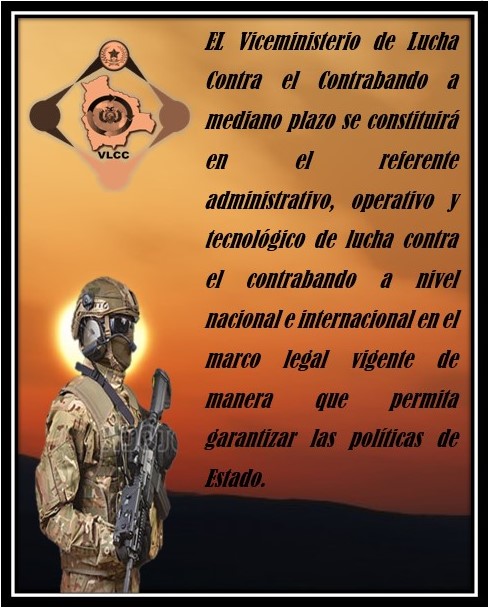 VLCC
EL Viceministerio de Lucha
Contra el Contrabando a
mediano plazo se constituirá
en el referente
administrativo, operativo y
tecnológico de lucha contra
el contrabando a nivel
nacional e internacional en el
marco legal vigente de
manera que permita
garantizar las políticas de
Estado.